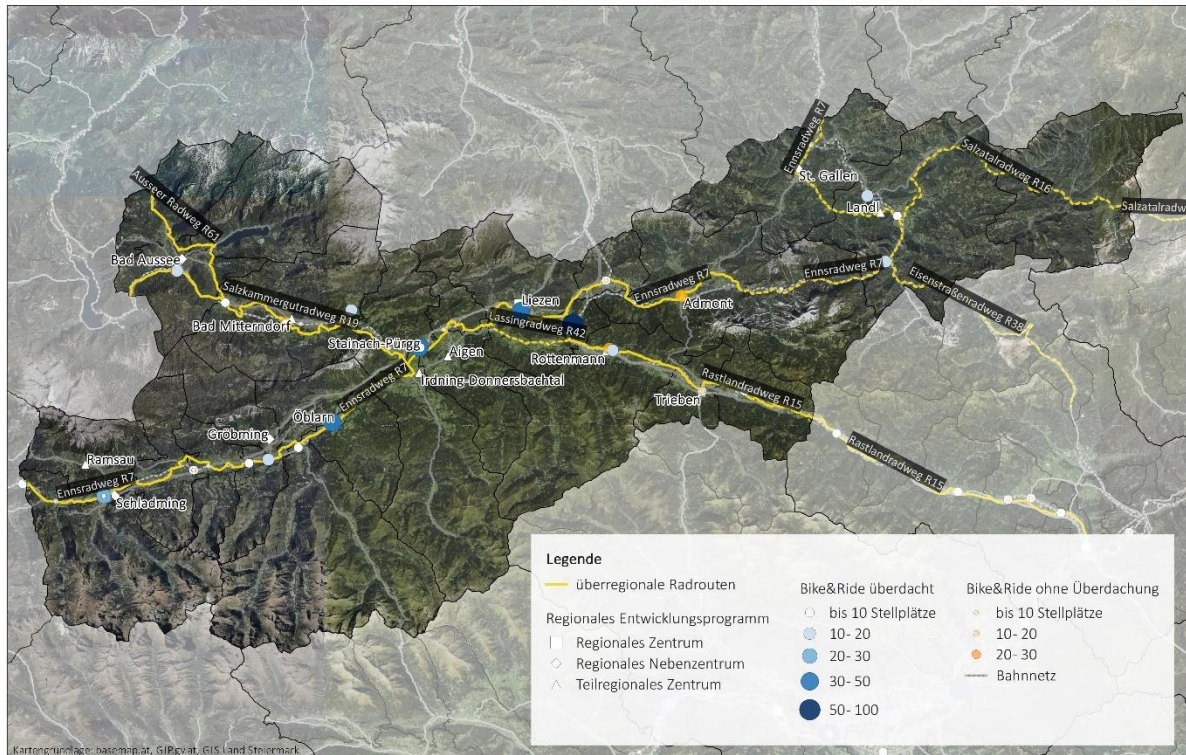 Ennsradweg R7
St. Gallen
Salzatalradweg R16
Ausseer Radweg R61
Landl
Salzatalradw
Bad Aussee
Ennsradweg R7
Ennsradweg R7
Eisenstraßenradweg R38
Salzkammergutradweg R19
Liezen
Admont
Bad Mitterndorf
Lassingradweg R42
Stainach-Pürgg
Aigen
Rottenmann
Irdning-Donnersbachtal
Ennsradweg R7
Trieben
Rastlandradweg R15
Öblarn
Gröbming
Ramsau
Rastlandradweg R15
Ennsradweg R7
Schladming
Legende
überregionale Radrouten
Regionales Entwicklungsprogramm
Regionales Zentrum
Regionales Nebenzentrum
Teilregionales Zentrum
Bike&Ride überdacht
bis 10 Stellplätze
10- 20
20- 30
30- 50
50- 100
Bike&Ride ohne Überdachung
bis 10 Stellplätze
10- 20
20- 30
Bahnnetz
Kartengrundlage: basemap.at, GIP.gv.at, GIS Land Steiermark